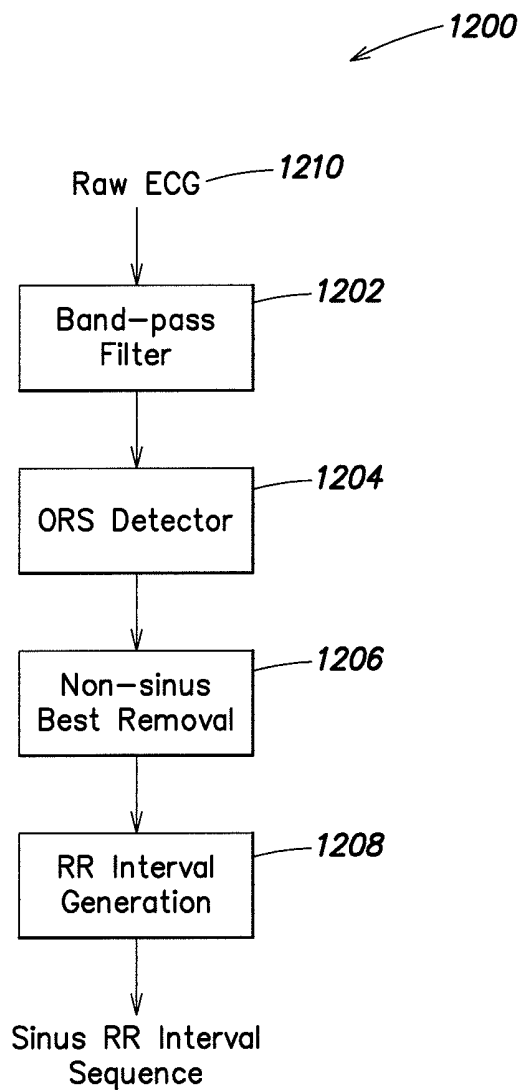 1200
Raw ECG 1210
1202
Band-pass
Filter
1204
ORS Detector
1206
Non-sinus
Best Removal
1208
RR Interval
Generation
Sinus RR Interval
Sequence